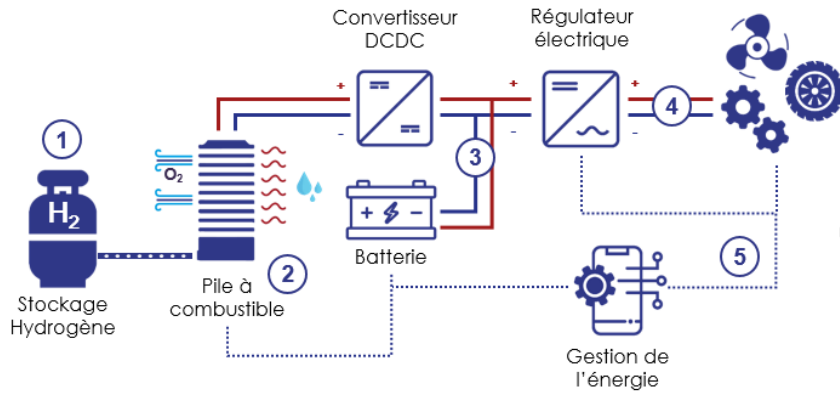 Convertisseur
DCDC
Régulateur
électrique
+
-
+
-
+
-
1
H₂
Stockage
Hydrogène
O₂
2
Pile à
combustible
3
+ -
Batterie
4
5
Gestion de
l'énergie